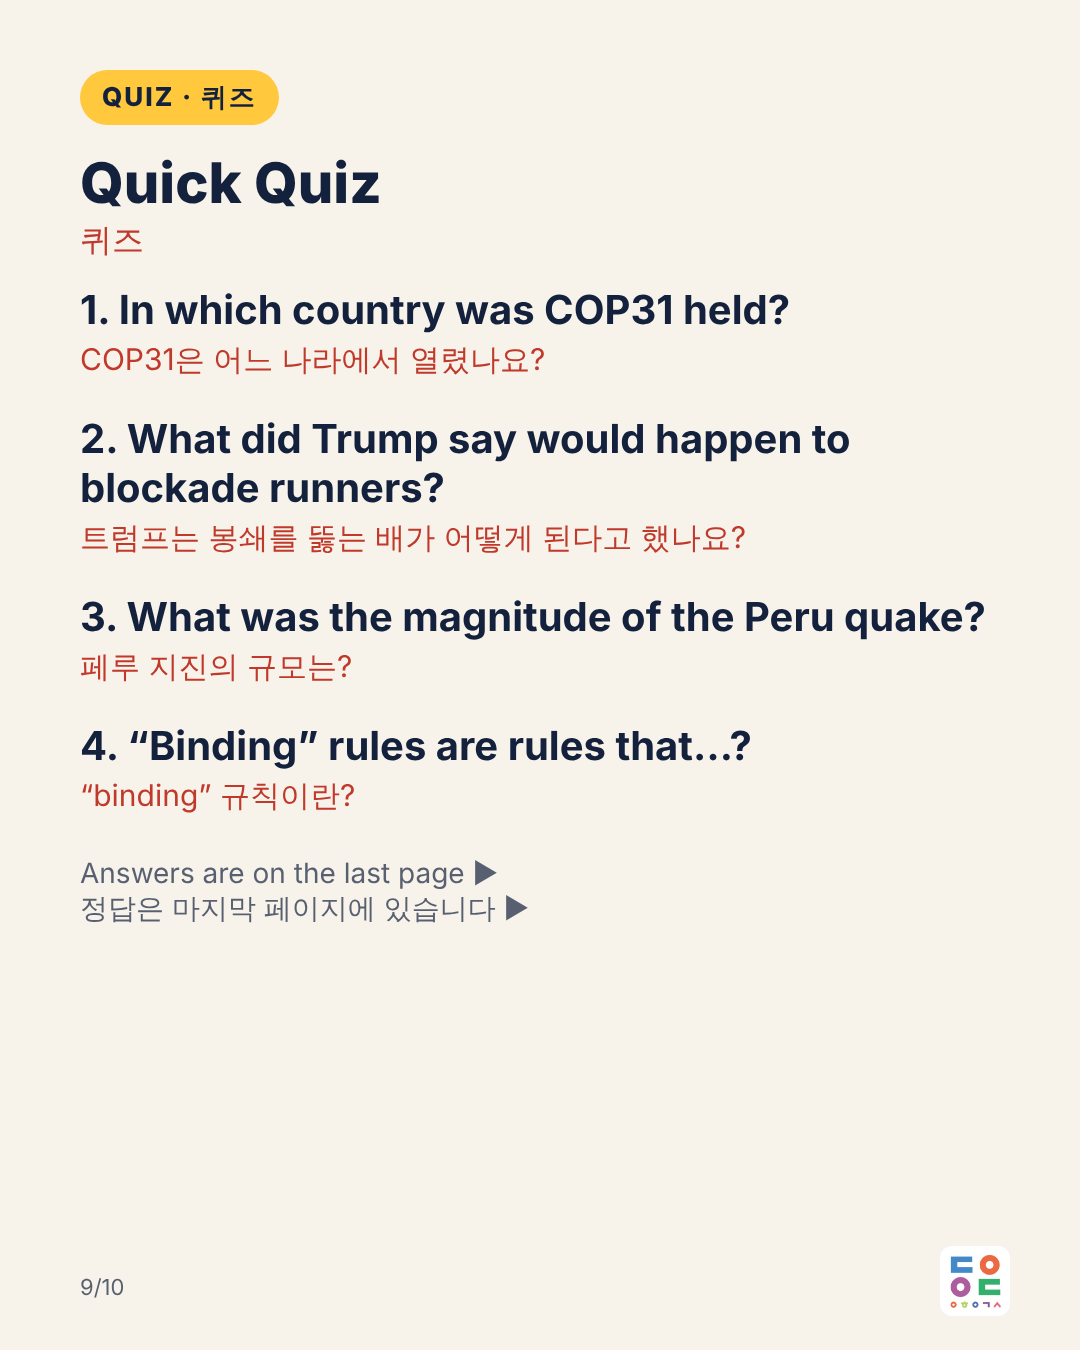 QUIZ · 퀴즈
Quick Quiz
퀴즈
1. In which country was COP31 held?
COP31은 어느 나라에서 열렸나요?
2. What did Trump say would happen to
blockade runners?
트럼프는 봉쇄를 뚫는 배가 어떻게 된다고 했나요?
3. What was the magnitude of the Peru quake?
페루 지진의 규모는?
4. “Binding” rules are rules that…?
“binding” 규칙이란?
Answers are on the last page ▶
정답은 마지막 페이지에 있습니다 ▶
9/10